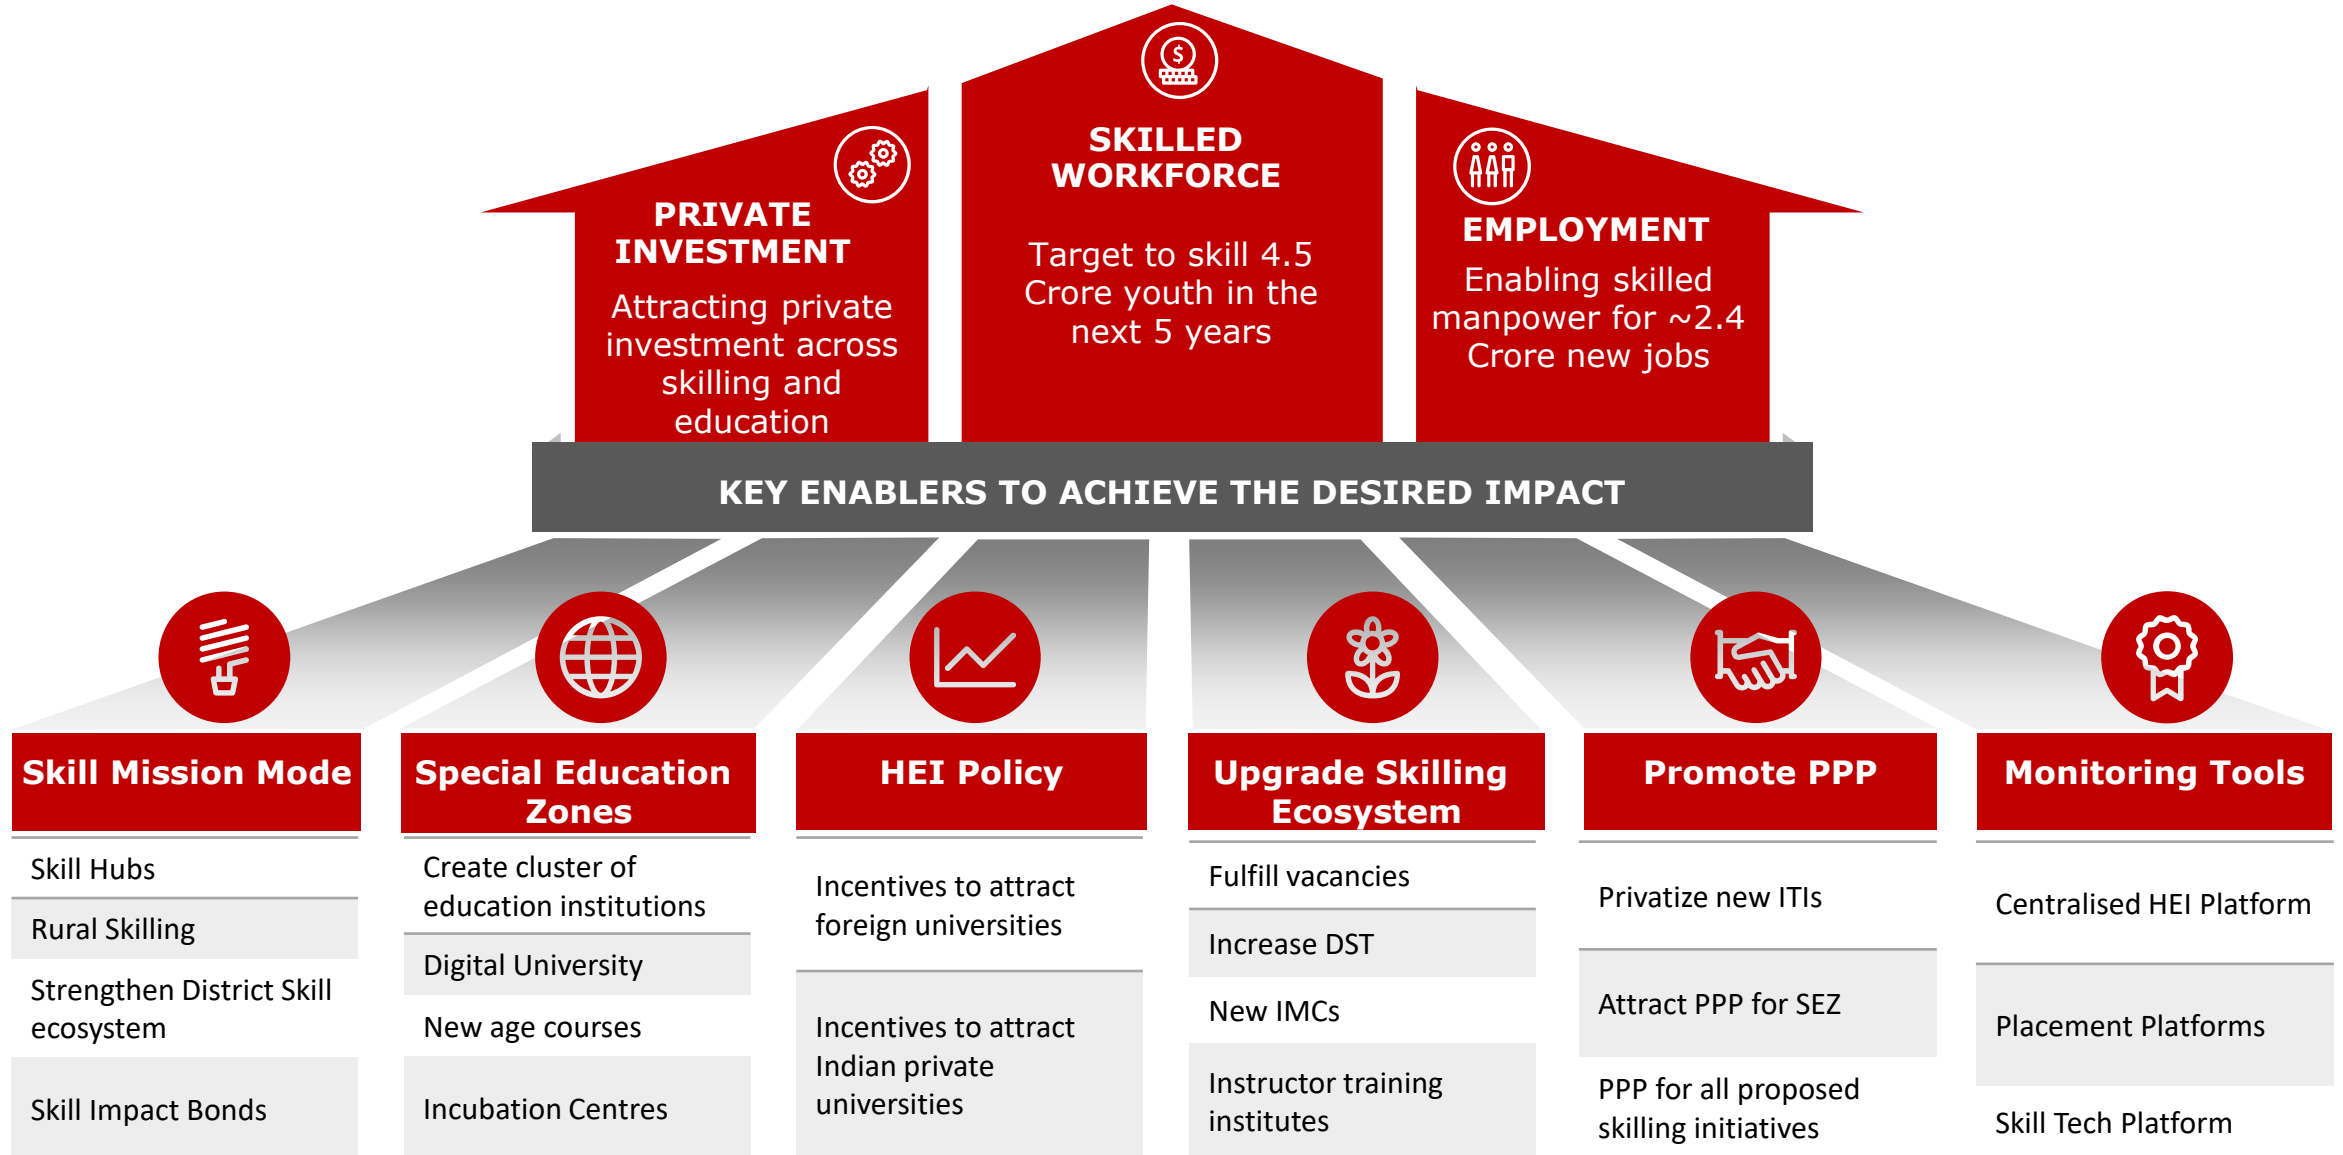 SKILLED
WORKFORCE
Target to skill 4.5
Crore youth in the
next 5 years
PRIVATE
INVESTMENT
Attracting private
investment across
skilling and
education
EMPLOYMENT
Enabling skilled
manpower for ~2.4
Crore new jobs
KEY ENABLERS TO ACHIEVE THE DESIRED IMPACT
Skill Mission Mode
Skill Hubs
Rural Skilling
Strengthen District Skill
ecosystem
Skill Impact Bonds
Special Education
Zones
Create cluster of
education institutions
Digital University
New age courses
Incubation Centres
HEI Policy
Incentives to attract
foreign universities
Incentives to attract
Indian private
universities
Upgrade Skilling
Ecosystem
Fulfill vacancies
Increase DST
New IMCs
Instructor training
institutes
Promote PPP
Privatize new ITIs
Attract PPP for SEZ
PPP for all proposed
skilling initiatives
Monitoring Tools
Centralised HEI Platform
Placement Platforms
Skill Tech Platform